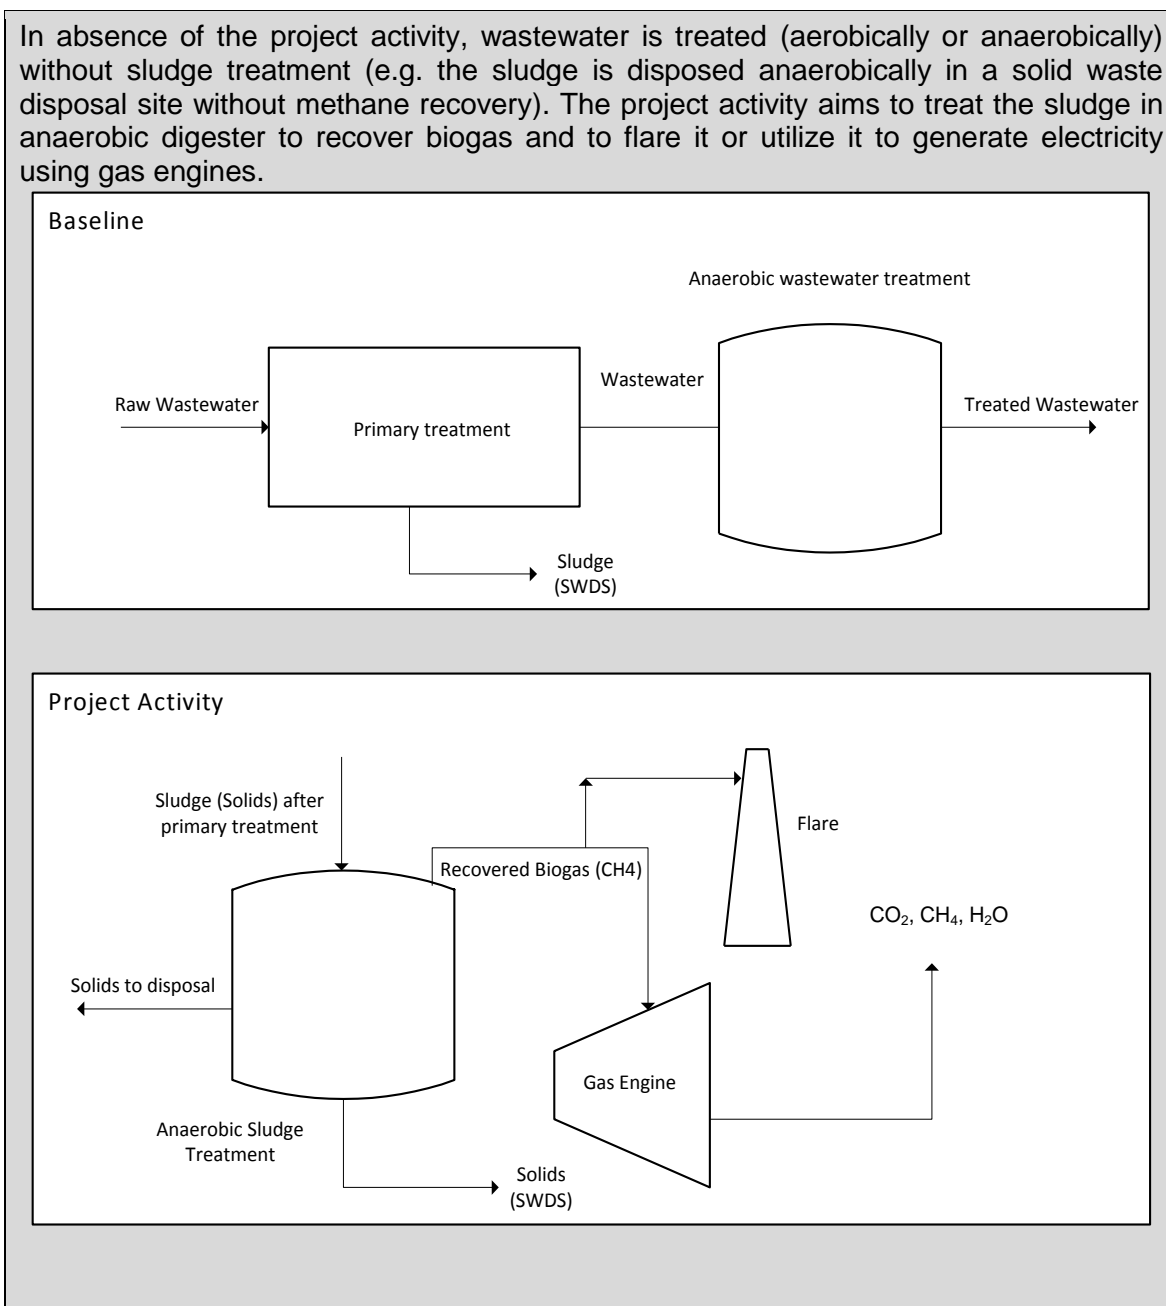 In absence of the project activity, wastewater is treated (aerobically or anaerobically)
without sludge treatment (e.g. the sludge is disposed anaerobically in a solid waste
disposal site without methane recovery). The project activity aims to treat the sludge in
anaerobic digester to recover biogas and to flare it or utilize it to generate electricity
using gas engines.
Baseline
Anaerobic wastewater treatment
Raw Wastewater
Primary treatment
Wastewater
Treated Wastewater
Sludge
(SWDS)
Project Activity
Sludge (Solids) after
primary treatment
Recovered Biogas (CH4)
Flare
CO₂, CH₄, H₂O
Solids to disposal
Gas Engine
Anaerobic Sludge
Treatment
Solids
(SWDS)